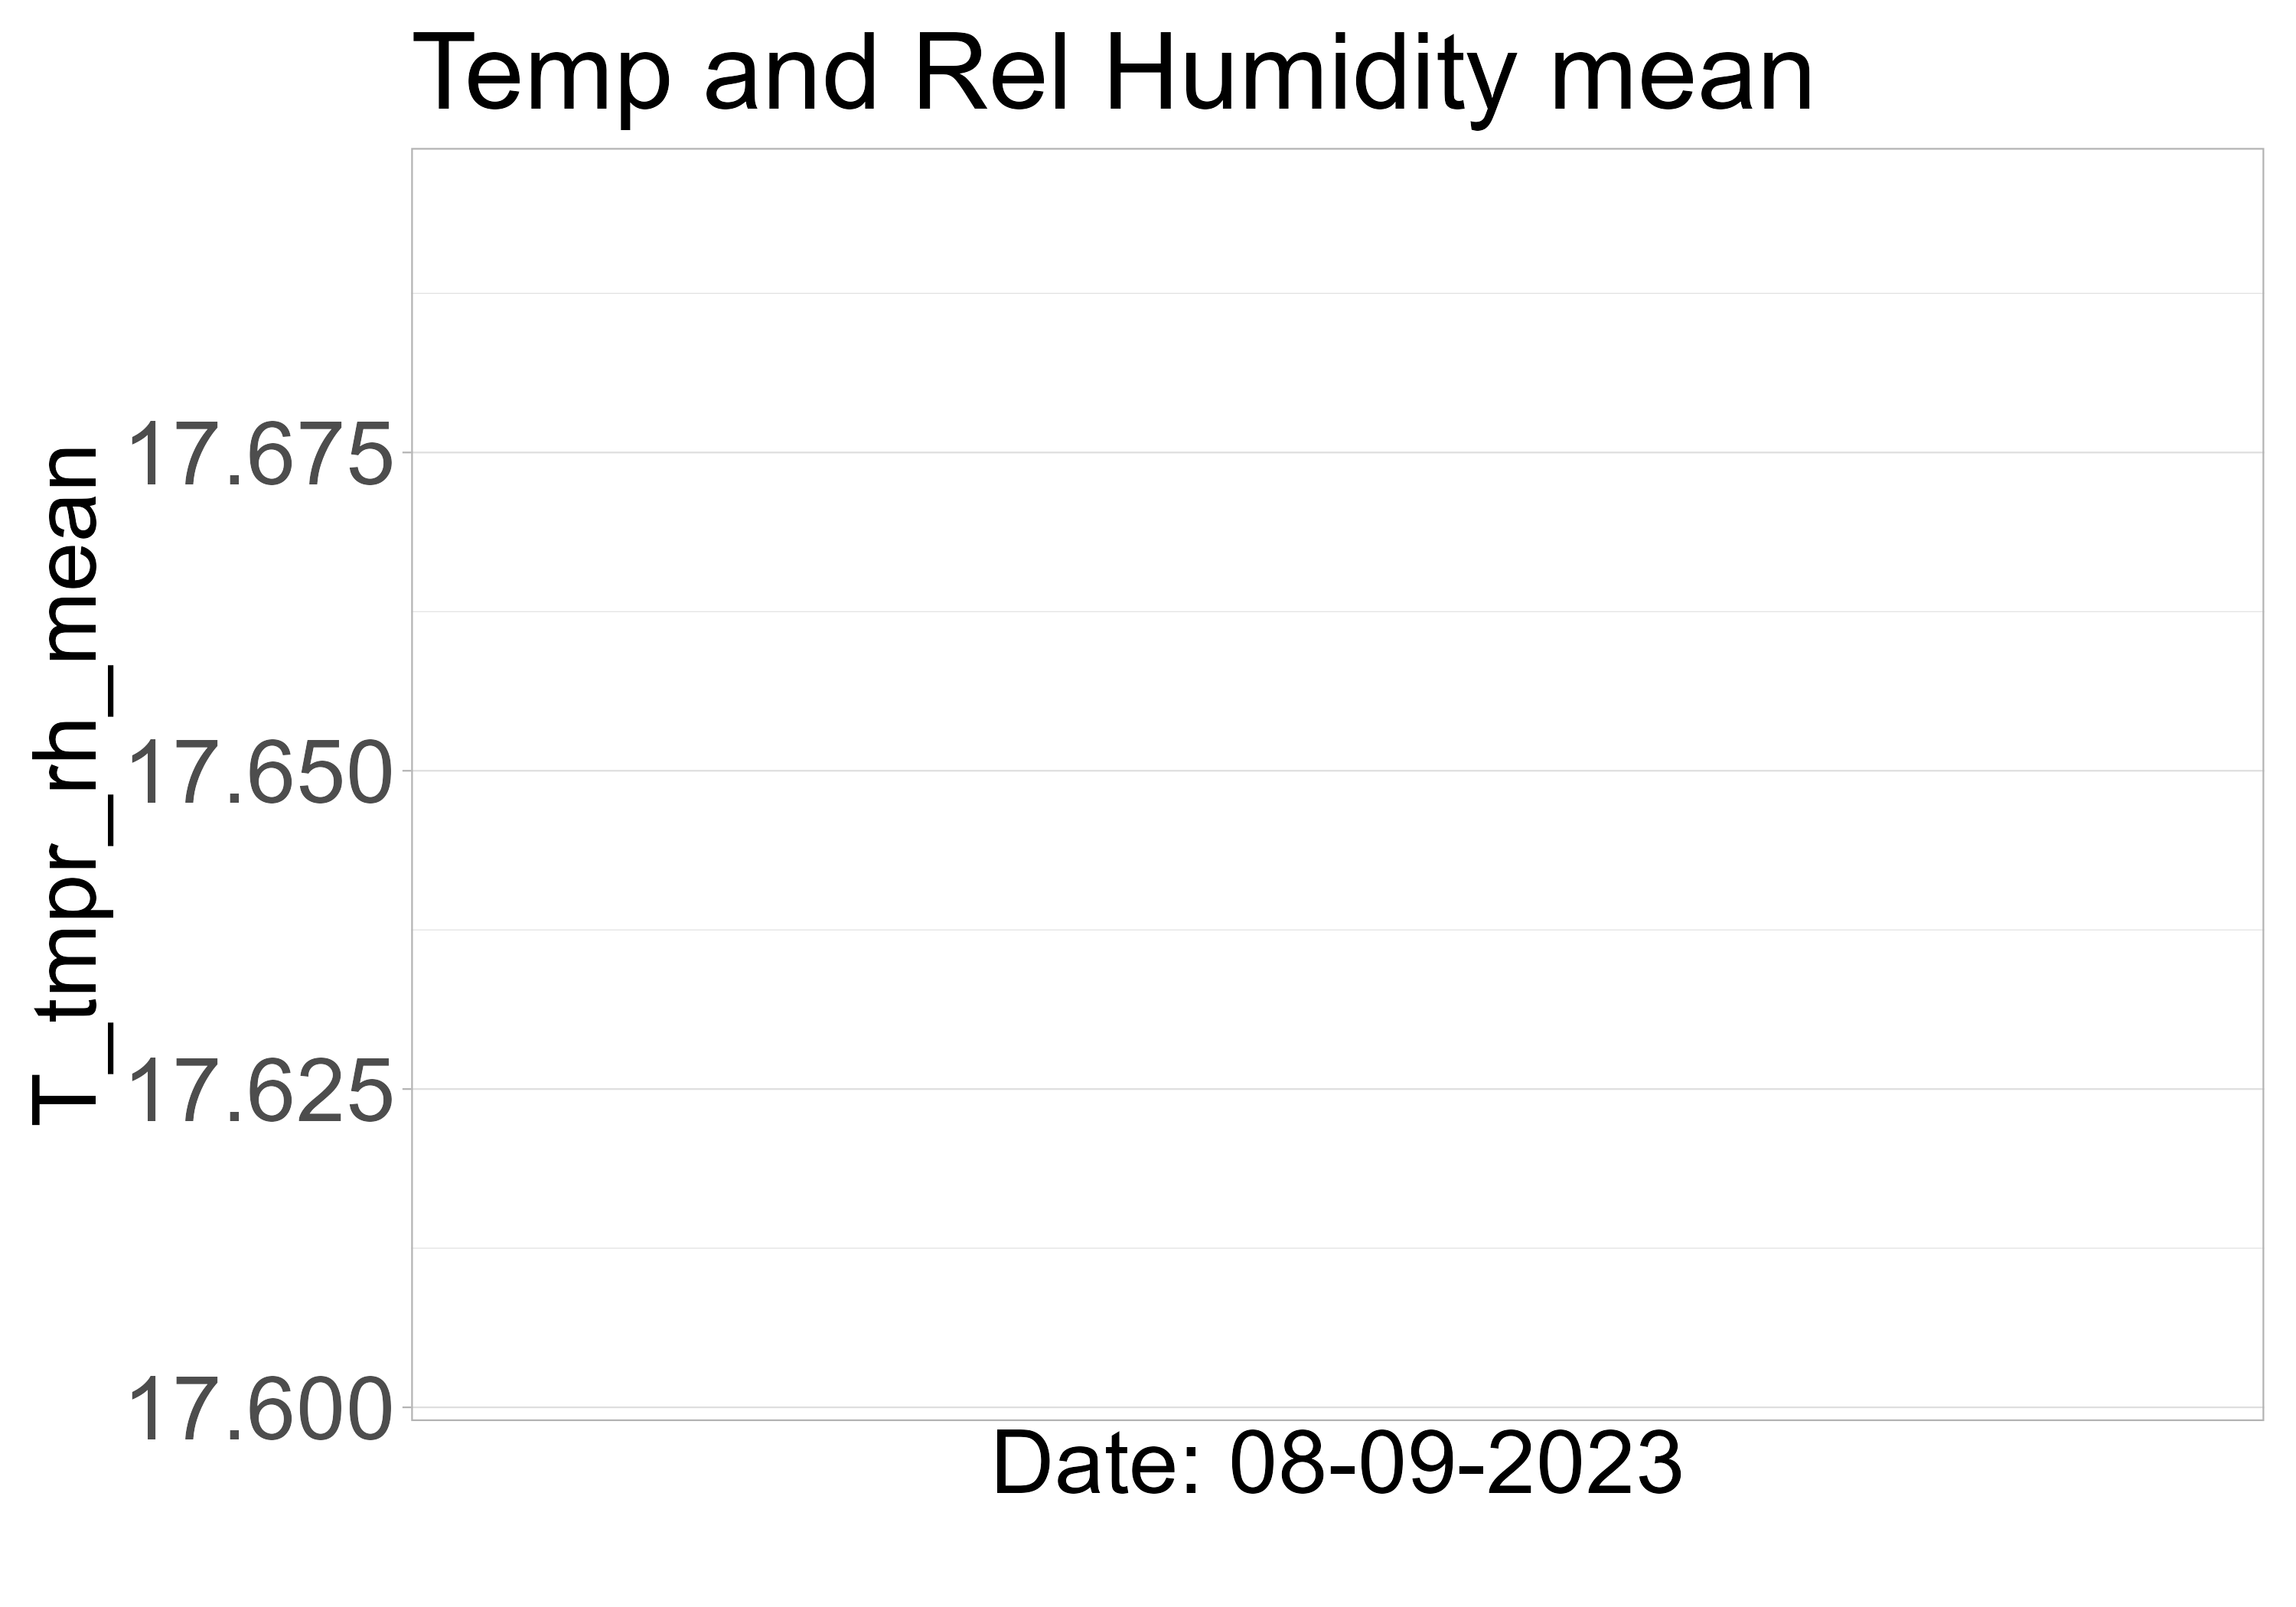 Temp and Rel Humidity mean
T_tmpr_rh_mean
17.675
17.650
17.625
17.600
Date: 08-09-2023